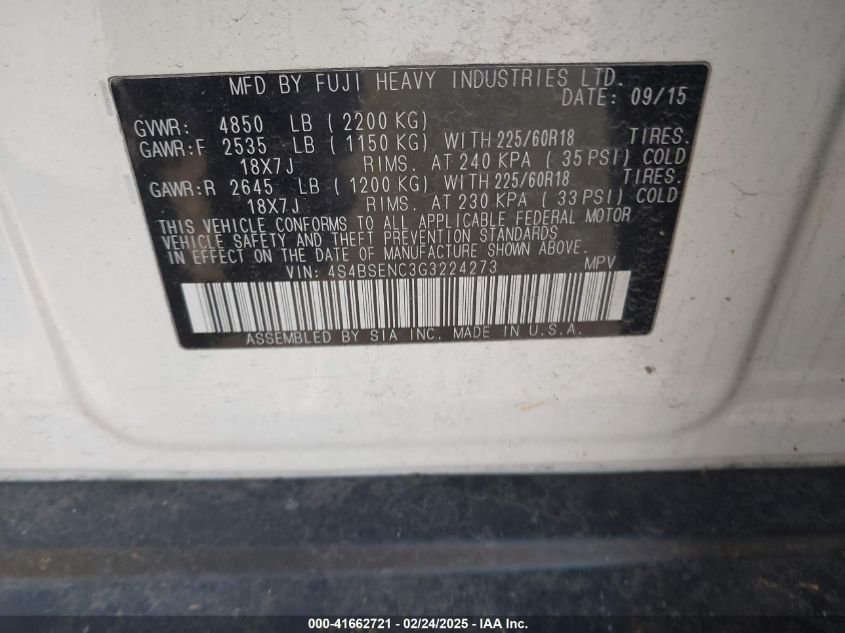 MFD BY FUJI HEAVY INDUSTRIES LTD.
DATE: 09/15
GVWR: 4850 LB ( 2200 KG)
GAWR:F 2535 LB ( 1150 KG) WITH 225/60R18 TIRES.
18X7J RIMS. AT 240 KPA ( 35 PSI) COLD
GAWR:R 2645 LB ( 1200 KG) WITH 225/60R18 TIRES.
18X7J RIMS. AT 230 KPA ( 33 PSI) COLD
THIS VEHICLE CONFORMS TO ALL APPLICABLE FEDERAL MOTOR
VEHICLE SAFETY AND THEFT PREVENTION STANDARDS
IN EFFECT ON THE DATE OF MANUFACTURE SHOWN ABOVE.
VIN: 4S4BSENC3G3224273 MPV
ASSEMBLED BY SIA INC. MADE IN U.S.A.
000-41662721 - 02/24/2025 - IAA Inc.